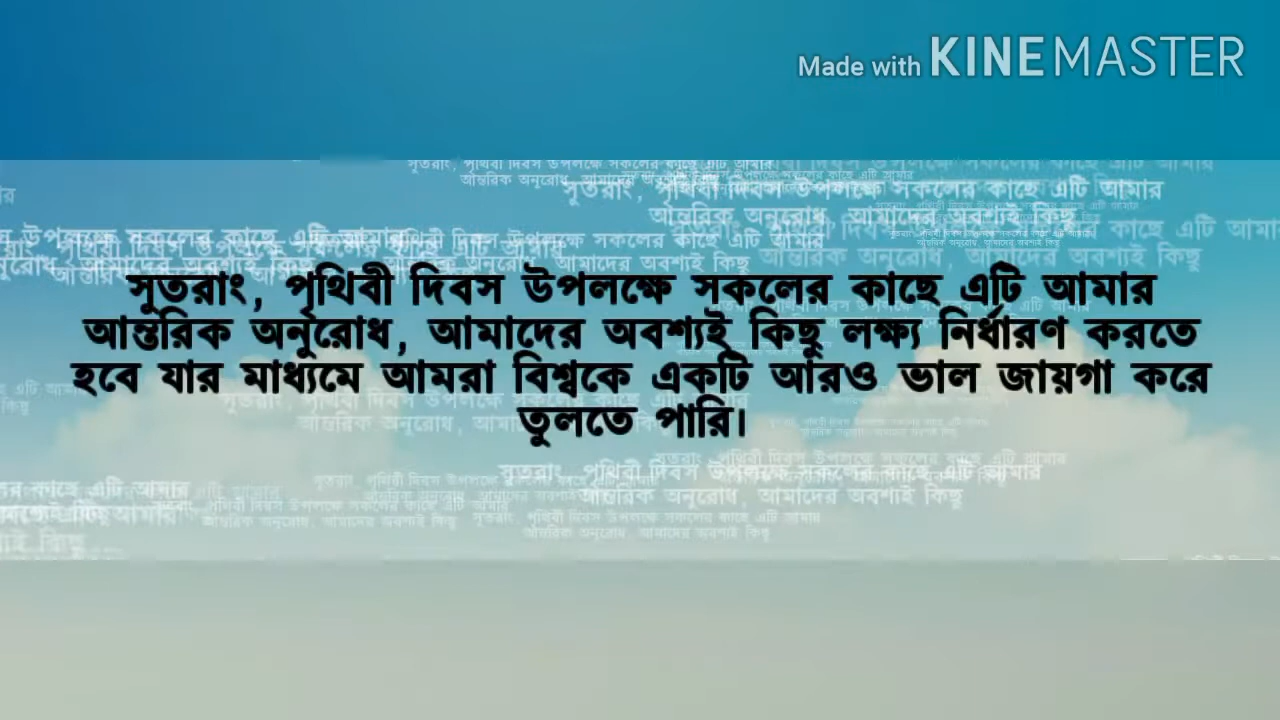 Made with KINEMASTER
সুতরাং, পৃথিবী দিবস উপলক্ষে সকলের কাছে এটি আমার
আন্তরিক অনুরোধ, আমাদের অবশ্যই কিছু লক্ষ্য নির্ধারণ করতে
হবে যার মাধ্যমে আমরা বিশ্বকে একটি আরও ভাল জায়গা করে
তুলতে পারি।